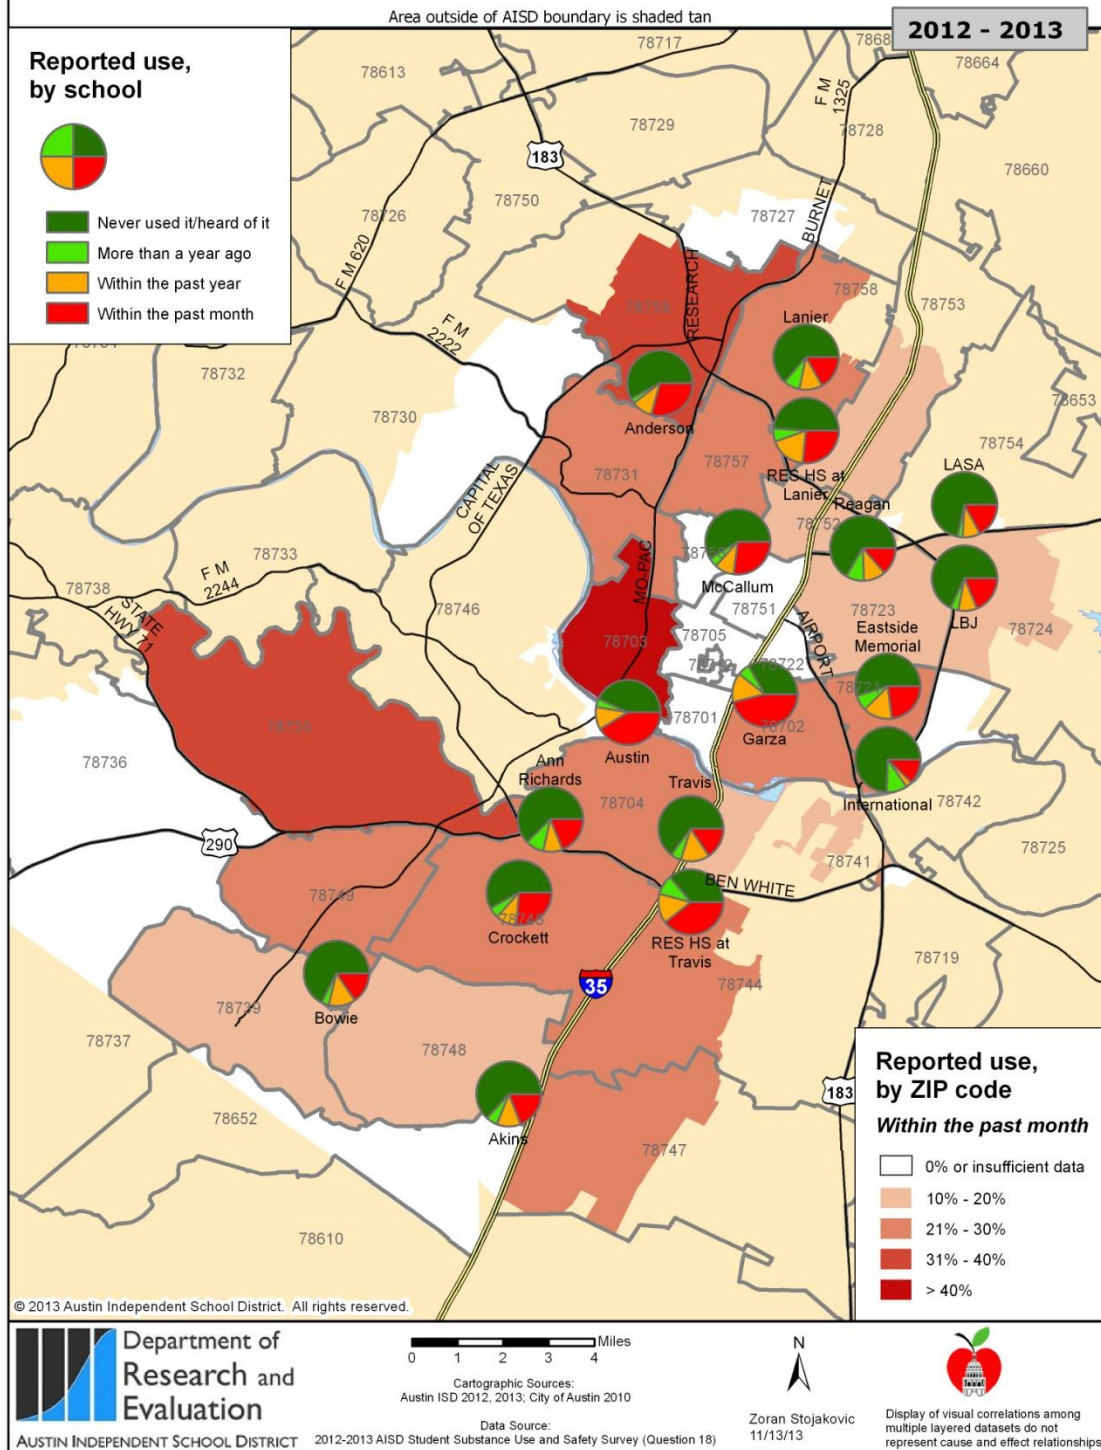 Area outside of AISD boundary is shaded tan
2012 - 2013
Reported use,
by school
Never used it/heard of it
More than a year ago
Within the past year
Within the past month
78717
78664
78613
F M
1325
78729
78728
183
78660
78750
78726
78727
BURNET
F M 620
RESEARCH
78758
78753
F M
2222
Lanier
78732
78730
78653
Anderson
78754
RES HS at
Lanier
CAPITAL
OF TEXAS
78731
78757
LASA
Reagan
78752
78733
F M
2244
78738
McCallum
MO-PAC
STATE
HWY 71
78746
78751
AIRPORT
78723
LBJ
78724
Eastside
Memorial
78703
78705
78722
78721
78701
78702
Garza
Austin
78736
Ann
Richards
Travis
78704
International
78742
290
78725
78741
BEN WHITE
78749
78745
Crockett
RES HS at
Travis
78719
35
78744
78739
Bowie
78737
78748
183
78652
Akins
78747
78610
Reported use,
by ZIP code
Within the past month
0% or insufficient data
10% - 20%
21% - 30%
31% - 40%
> 40%
© 2013 Austin Independent School District. All rights reserved.
Department of
Research and
Evaluation
AUSTIN INDEPENDENT SCHOOL DISTRICT
Miles
0 1 2 3 4
Cartographic Sources:
Austin ISD 2012, 2013; City of Austin 2010
Data Source:
2012-2013 AISD Student Substance Use and Safety Survey (Question 18)
N
Zoran Stojakovic
11/13/13
Display of visual correlations among
multiple layered datasets do not
represent cause and effect relationships